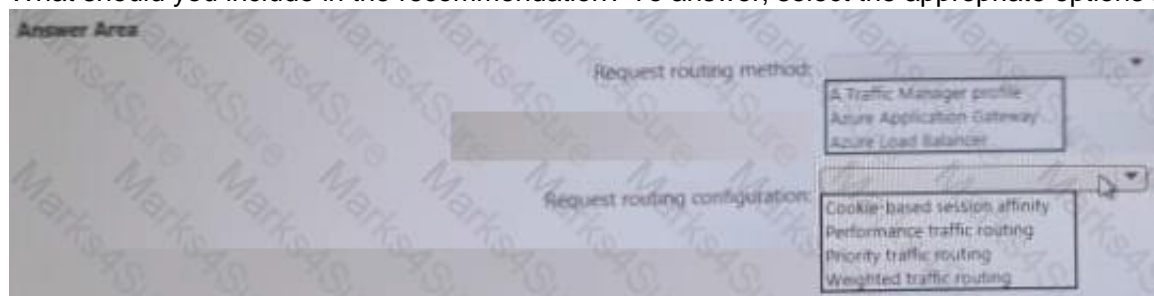 What should you include in the recommendation? To answer, select the appropriate options
Answer Area
Request routing method:
A Traffic Manager profile
Azure Application Gateway
Azure Load Balancer
Request routing configuration:
Cookie-based session affinity
Performance traffic routing
Priority traffic routing
Weighted traffic routing
Marks4Sure